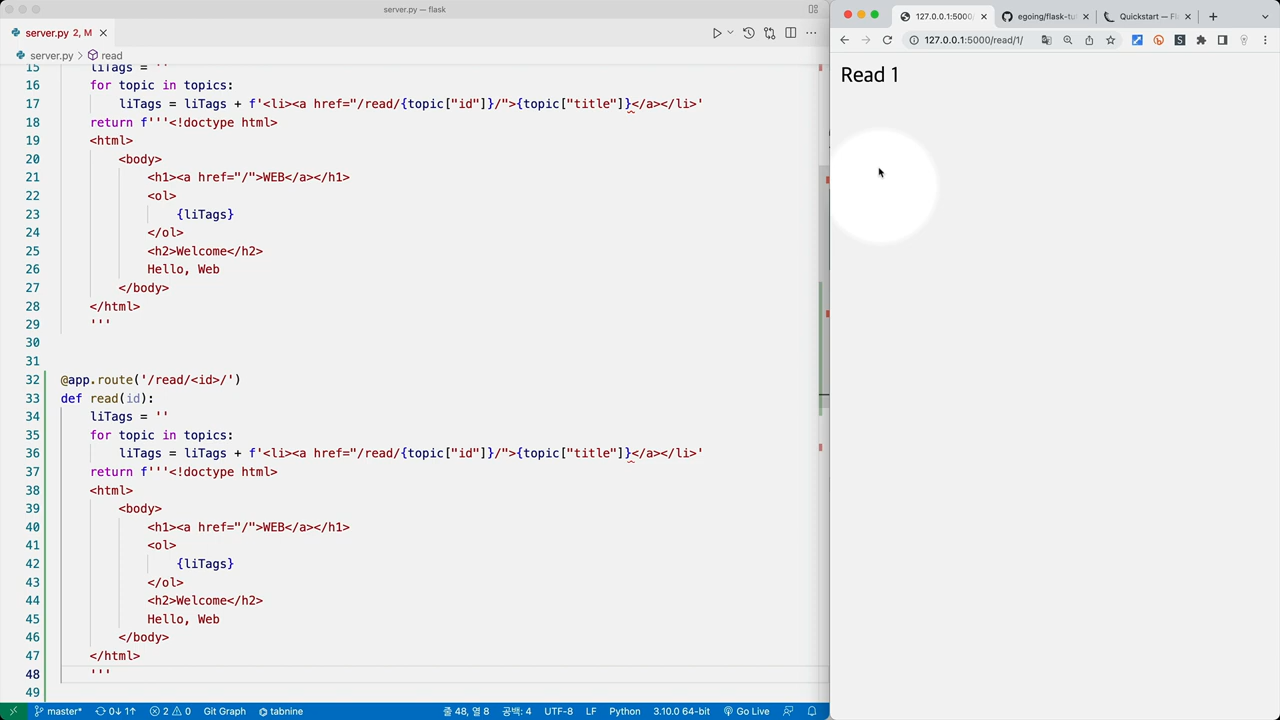 server.py — flask
server.py 2, M
server.py > read
15 liTags = ''
16 for topic in topics:
17 liTags = liTags + f'<li><a href="/read/{topic["id"]}/">{topic["title"]}</a></li>'
18 return f'''<!doctype html>
19 <html>
20 <body>
21 <h1><a href="/">WEB</a></h1>
22 <ol>
23 {liTags}
24 </ol>
25 <h2>Welcome</h2>
26 Hello, Web
27 </body>
28 </html>
29 '''
30
31
32 @app.route('/read/<id>/')
33 def read(id):
34 liTags = ''
35 for topic in topics:
36 liTags = liTags + f'<li><a href="/read/{topic["id"]}/">{topic["title"]}</a></li>'
37 return f'''<!doctype html>
38 <html>
39 <body>
40 <h1><a href="/">WEB</a></h1>
41 <ol>
42 {liTags}
43 </ol>
44 <h2>Welcome</h2>
45 Hello, Web
46 </body>
47 </html>
48 '''
49
master* 0↓ 1↑ 2 0 Git Graph tabnine 줄 48, 열 8 공백: 4 UTF-8 LF Python 3.10.0 64-bit Go Live
127.0.0.1:5000 egoing/flask-tu Quickstart — Fl
127.0.0.1:5000/read/1/
Read 1